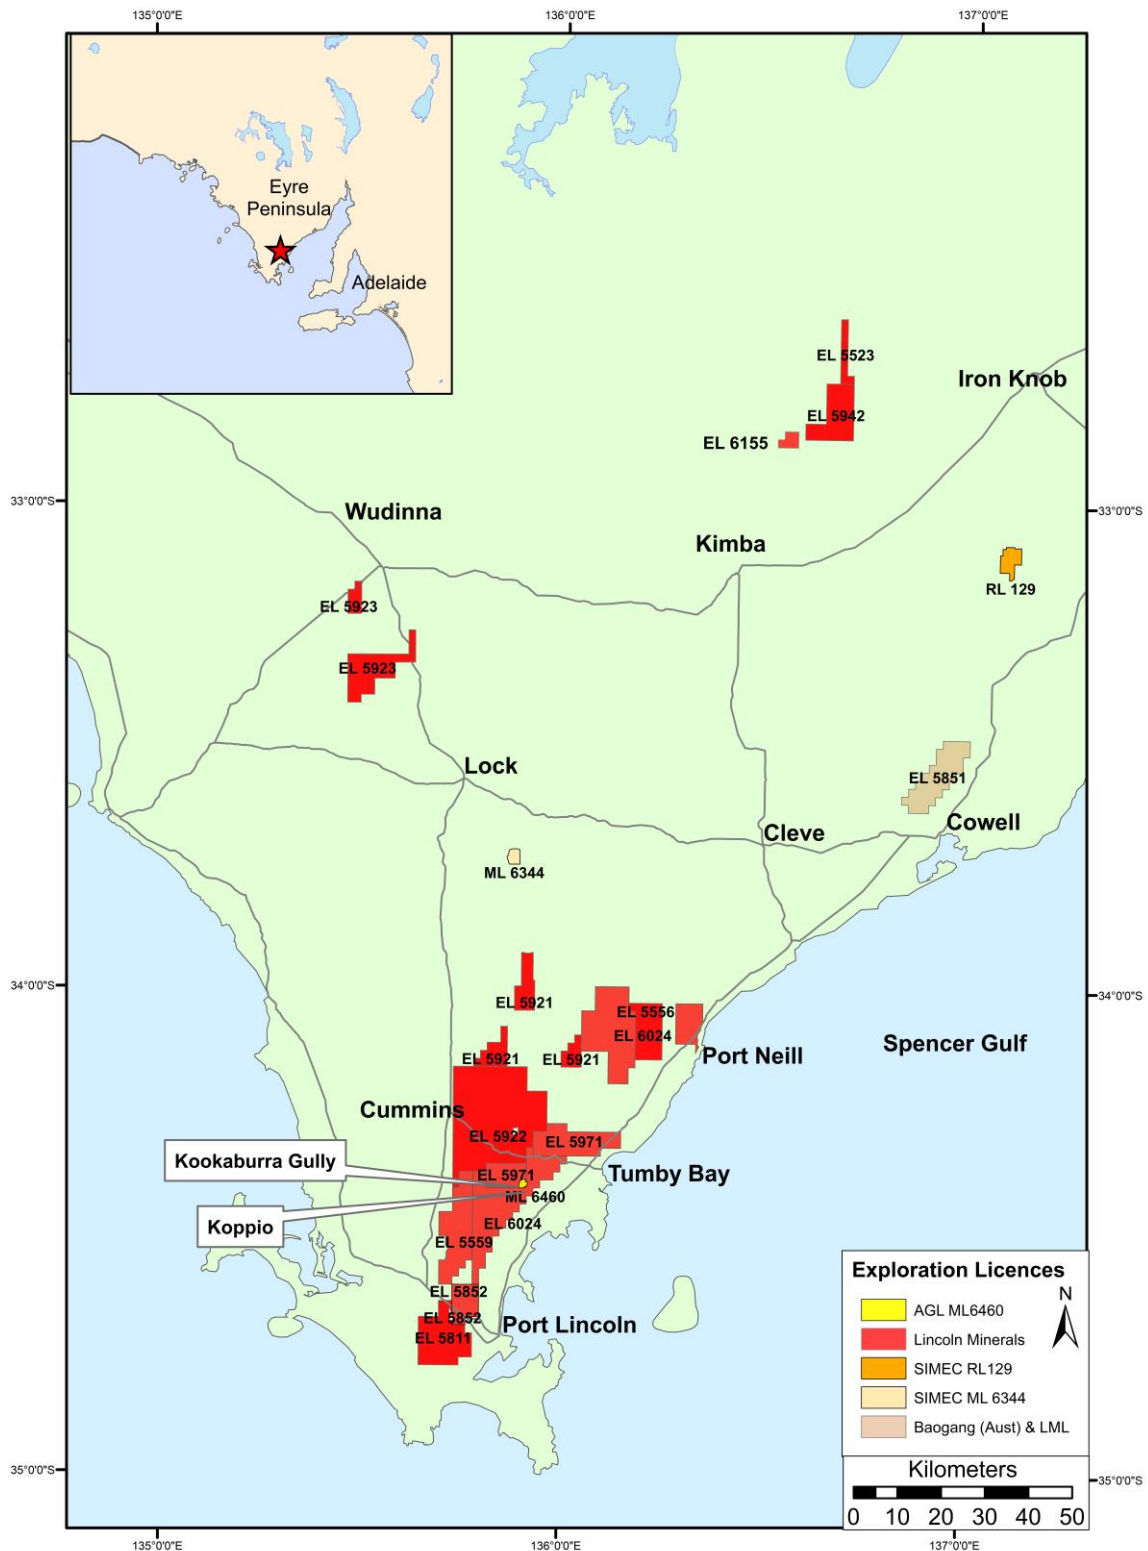 135°0'0"E
136°0'0"E
137°0'0"E
Eyre
Peninsula
Adelaide
EL 5523
Iron Knob
EL 5942
EL 6155
33°0'0"S
33°0'0"S
Wudinna
Kimba
RL 129
EL 5923
EL 5923
Lock
EL 5851
Cowell
Cleve
ML 6344
34°0'0"S
34°0'0"S
EL 5921
EL 5556
EL 6024
Spencer Gulf
EL 5921
EL 5921
Port Neill
Cummins
EL 5922
EL 5971
Kookaburra Gully
EL 5971
Tumby Bay
ML 6460
Koppio
EL 6024
EL 5559
EL 5852
EL 5852
Port Lincoln
EL 5811
Exploration Licences
N
AGL ML6460
Lincoln Minerals
SIMEC RL129
SIMEC ML 6344
Baogang (Aust) & LML
Kilometers
0 10 20 30 40 50
35°0'0"S
35°0'0"S
135°0'0"E
136°0'0"E
137°0'0"E